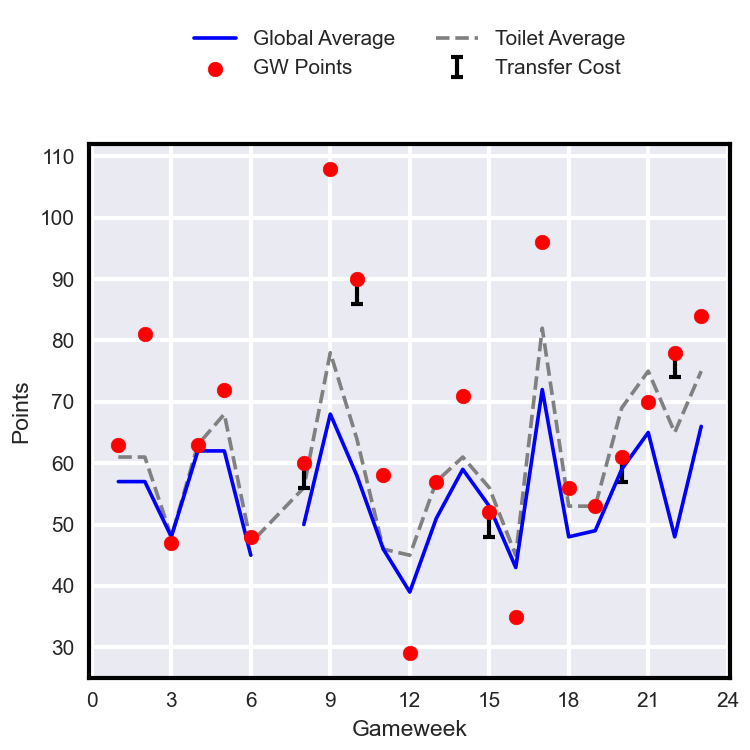 Global Average
Toilet Average
GW Points
Transfer Cost
110
100
90
80
70
60
50
40
30
Points
0 3 6 9 12 15 18 21 24
Gameweek